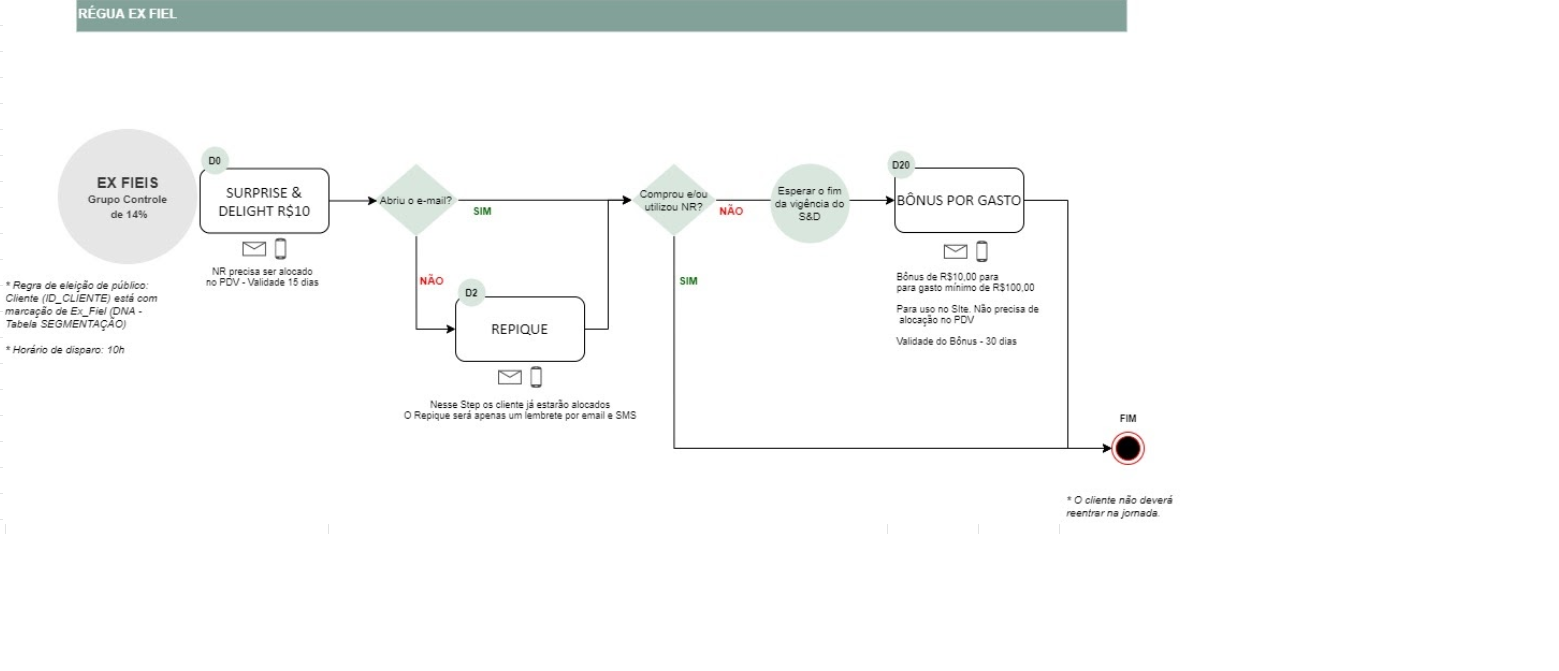 RÉGUA EX FIEL
EX FIEIS
Grupo Controle
de 14%
* Regra de eleição de público:
Cliente (ID_CLIENTE) está com
marcação de Ex_Fiel (DNA -
Tabela SEGMENTAÇÃO)
* Horário de disparo: 10h
D0
SURPRISE &
DELIGHT R$10
NR precisa ser alocado
no PDV - Validade 15 dias
Abriu o e-mail?
SIM
NÃO
D2
REPIQUE
Nesse Step os cliente já estarão alocados
O Repique será apenas um lembrete por email e SMS
Comprou e/ou
utilizou NR?
NÃO
SIM
Esperar o fim
da vigência do
S&D
D20
BÔNUS POR GASTO
Bônus de R$10,00 para
para gasto mínimo de R$100,00
Para uso no SIte. Não precisa de
alocação no PDV
Validade do Bônus - 30 dias
FIM
* O cliente não deverá
reentrar na jornada.